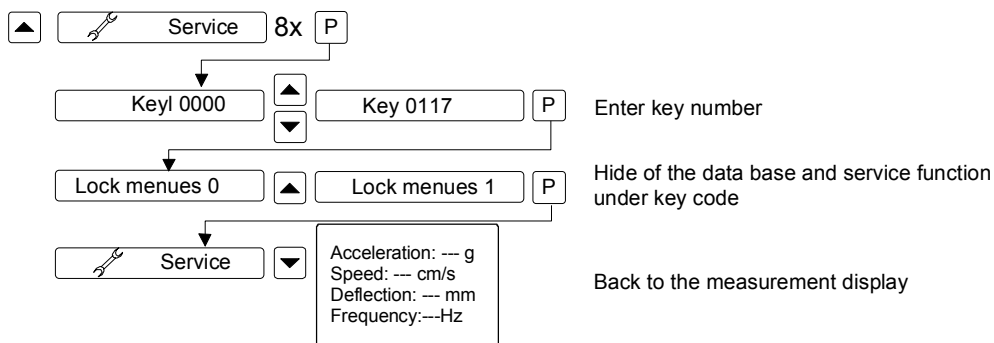 Service 8x P
Keyl 0000 Key 0117 P Enter key number
Lock menues 0 Lock menues 1 P Hide of the data base and service function
under key code
Service
Acceleration: --- g
Speed: --- cm/s
Deflection: --- mm
Frequency:---Hz
Back to the measurement display